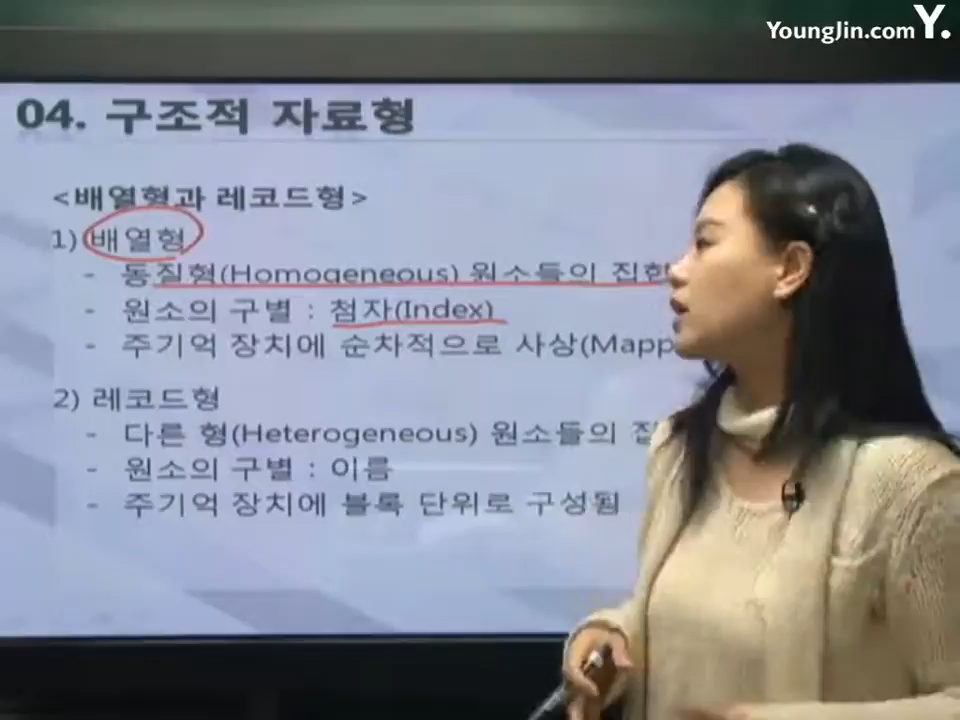 YoungJin.com Y.
04. 구조적 자료형
<배열형과 레코드형>
1) 배열형
- 동질형(Homogeneous) 원소들의
- 원소의 구별 : 첨자(Index)
- 주기억 장치에 순차적으로 사상(Mapp
2) 레코드형
- 다른 형(Heterogeneous) 원소들의
- 원소의 구별 : 이름
- 주기억 장치에 블록 단위로 구성됨